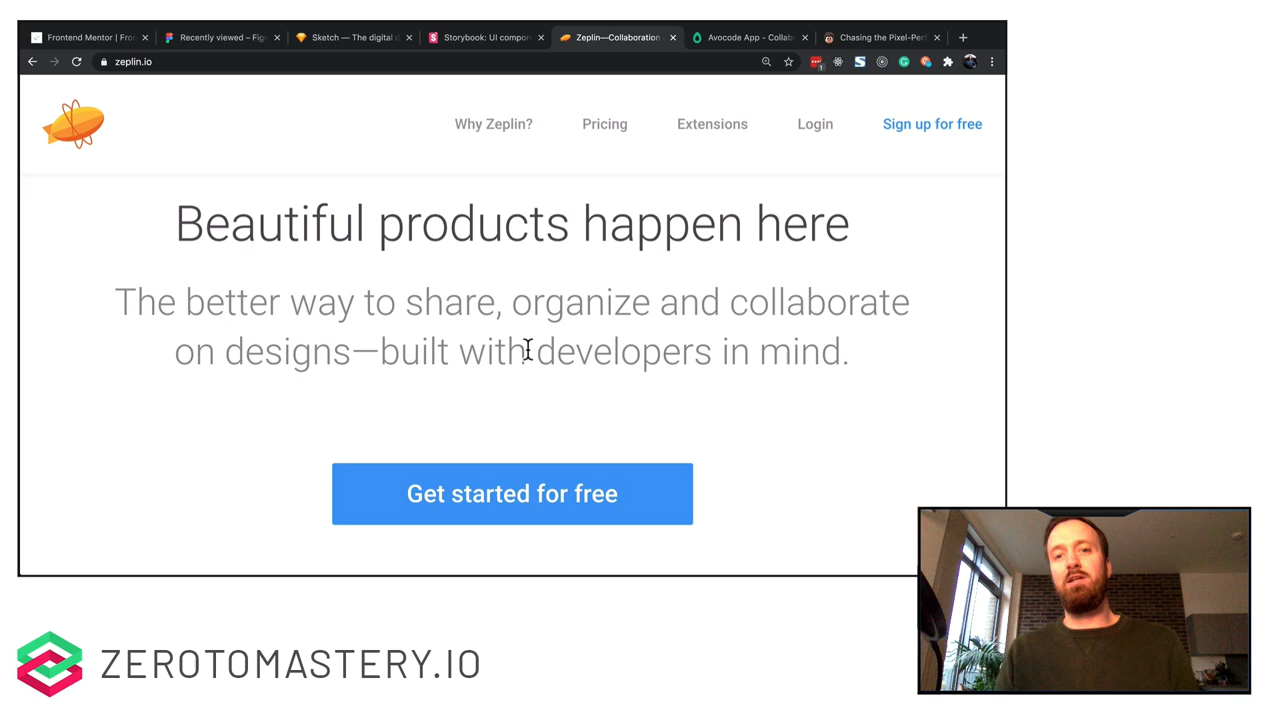 Frontend Mentor | Fro
Recently viewed – Fig
Sketch — The digital d
Storybook: UI compon
Zeplin—Collaboration
Avocode App - Collab
Chasing the Pixel-Perf
zeplin.io
1
Why Zeplin?
Pricing
Extensions
Login
Sign up for free
Beautiful products happen here
The better way to share, organize and collaborate
on designs—built with developers in mind.
Get started for free
ZEROTOMASTERY.IO